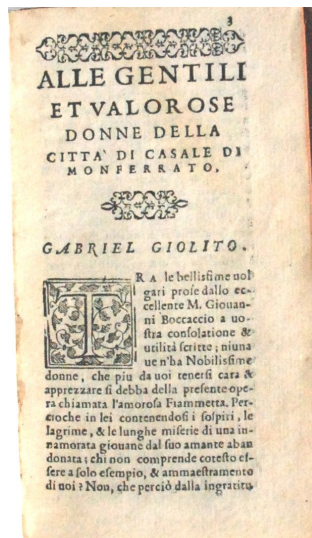 3
ALLE GENTILI
ET VALOROSE
DONNE DELLA
CITTA' DI CASALE DI
MONFERRATO.
GABRIEL GIOLITO.
TRA le bellissime uol
gari prose dallo ec-
cellente M. Giouan-
ni Boccaccio a uo-
stra consolatione &
utilità scritte; niuna
ue n'ha Nobilissime
donne, che piu da uoi tenersi cara &
apprezzare si debba della presente ope-
ra chiamata l'amorosa Fiammetta. Per-
cioche in lei contenendosi i sospiri, le
lagrime, & le lunghe miserie di una in-
namorata giouane dal suo amante aban
donata; chi non comprende cotesto es-
sere a solo esempio, & ammaestramento
di uoi? Non, che perciò dalla ingratitu